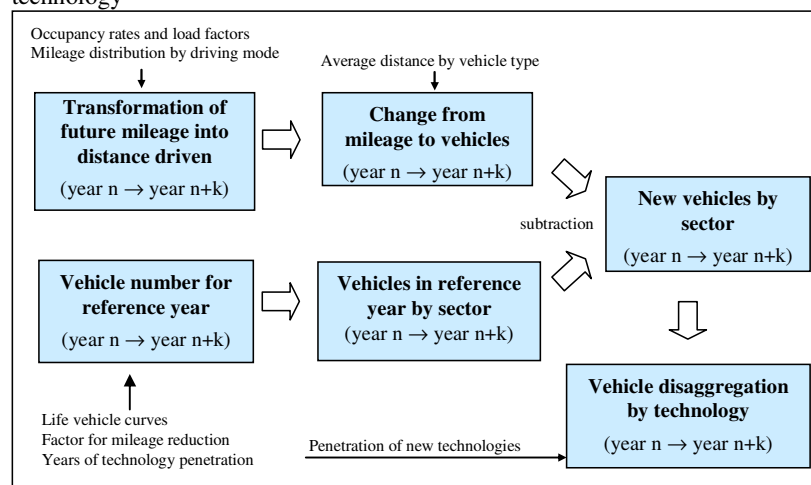 technology
Occupancy rates and load factors
Mileage distribution by driving mode
Average distance by vehicle type
Transformation of
future mileage into
distance driven
(year n → year n+k)
Change from
mileage to vehicles
(year n → year n+k)
subtraction
New vehicles by
sector
(year n → year n+k)
Vehicle number for
reference year
(year n → year n+k)
Vehicles in reference
year by sector
(year n → year n+k)
Vehicle disaggregation
by technology
(year n → year n+k)
Life vehicle curves
Factor for mileage reduction
Years of technology penetration
Penetration of new technologies